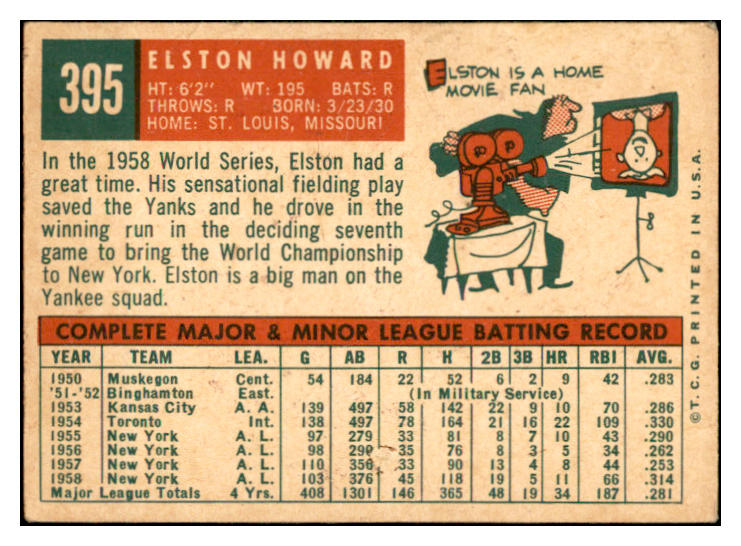 395
ELSTON HOWARD
HT: 6'2" WT: 195 BATS: R
THROWS: R BORN: 3/23/30
HOME: ST. LOUIS, MISSOURI
ELSTON IS A HOME
MOVIE FAN
In the 1958 World Series, Elston had a
great time. His sensational fielding play
saved the Yanks and he drove in the
winning run in the deciding seventh
game to bring the World Championship
to New York. Elston is a big man on the
Yankee squad.
COMPLETE MAJOR & MINOR LEAGUE BATTING RECORD
YEAR TEAM LEA. G AB R H 2B 3B HR RBI AVG.
1950 Muskegon Cent. 54 184 22 52 6 2 9 42 .283
'51-'52 Binghamton East. (In Military Service)
1953 Kansas City A. A. 139 497 58 142 22 9 10 70 .286
1954 Toronto Int. 138 497 78 164 21 16 22 109 .330
1955 New York A. L. 97 279 33 81 8 7 10 43 .290
1956 New York A. L. 98 290 35 76 8 3 5 34 .262
1957 New York A. L. 110 356 33 90 13 4 8 44 .253
1958 New York A. L. 103 376 45 118 19 5 11 66 .314
Major League Totals 4 Yrs. 408 1301 146 365 48 19 34 187 .281
© T. C. G. PRINTED IN U.S.A.